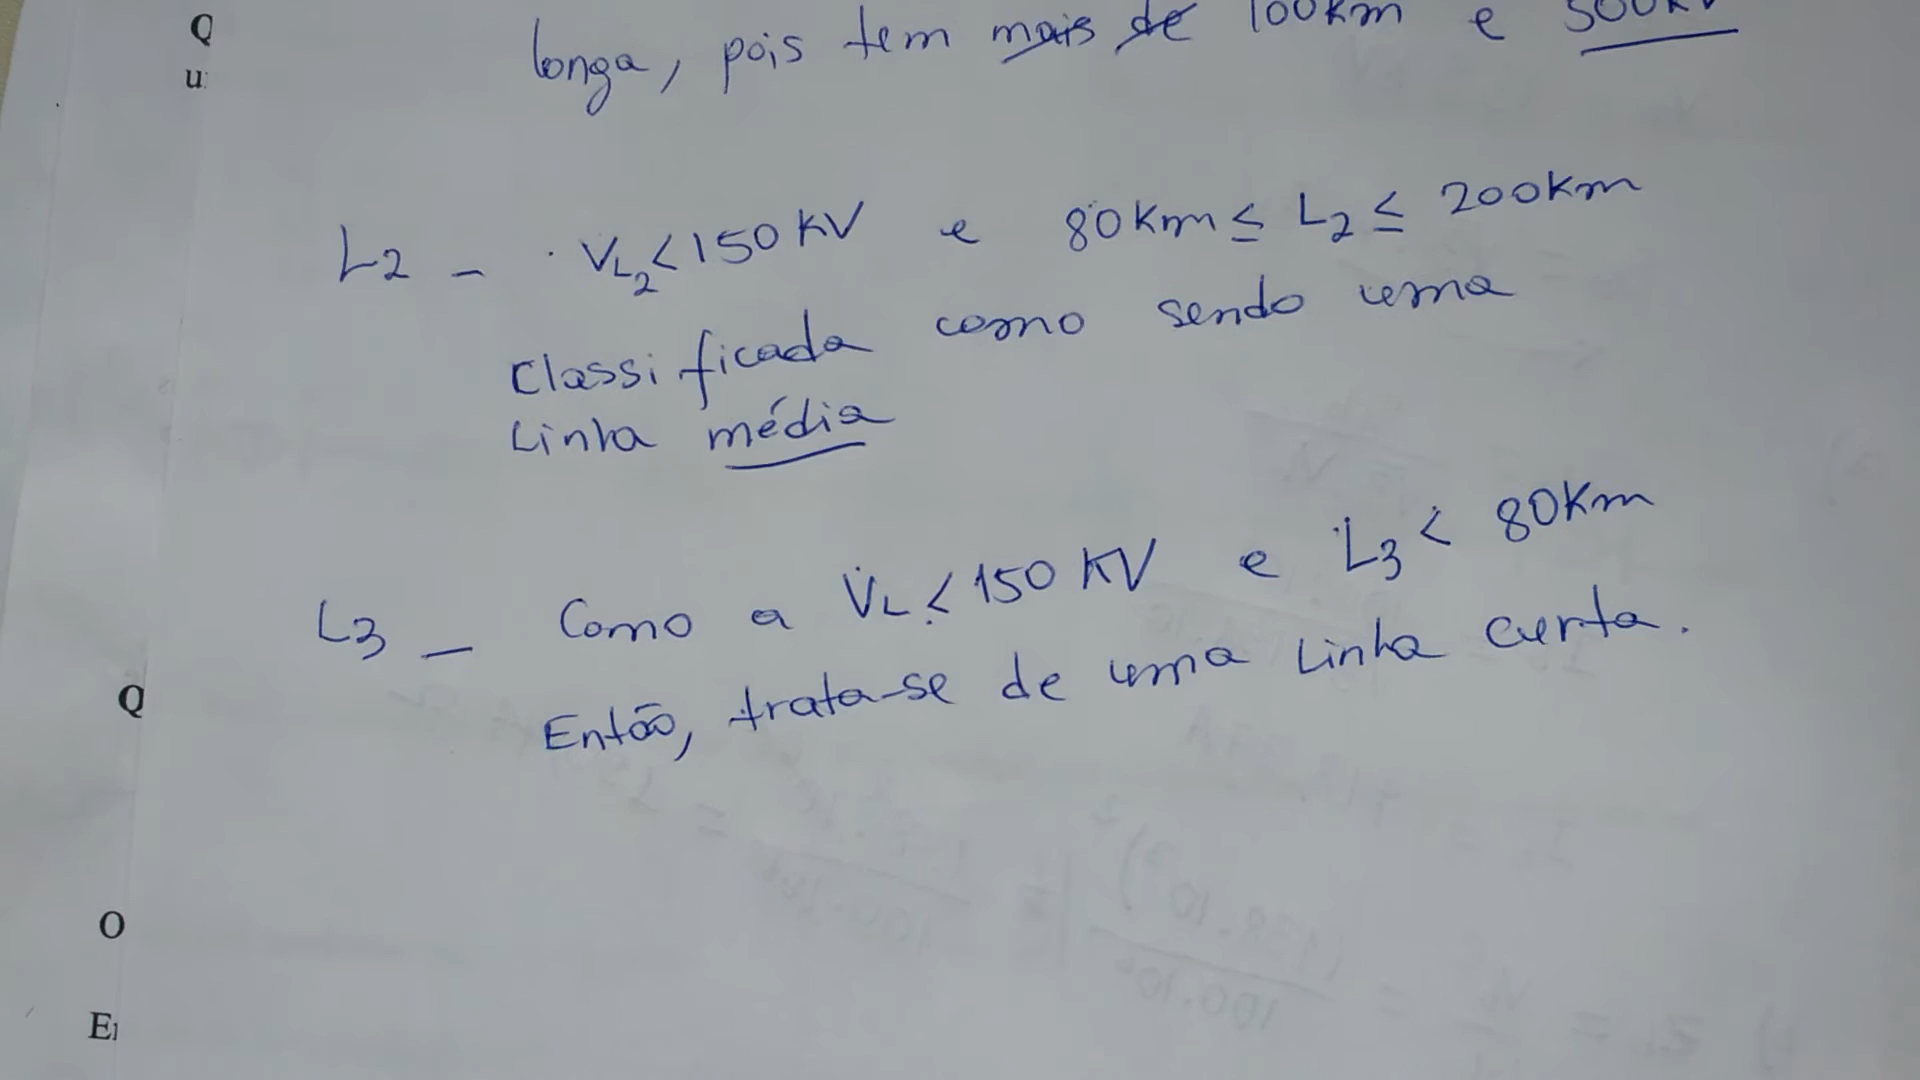 Q
longa, pois tem mais de 100km e 500kV
u
L2 - VL2 < 150 KV e 80Km ≤ L2 ≤ 200Km
Classificada como sendo uma
Linha média
L3 - Como a VL < 150 KV e L3 < 80Km
Então, trata-se de uma Linha curta.
Q
O